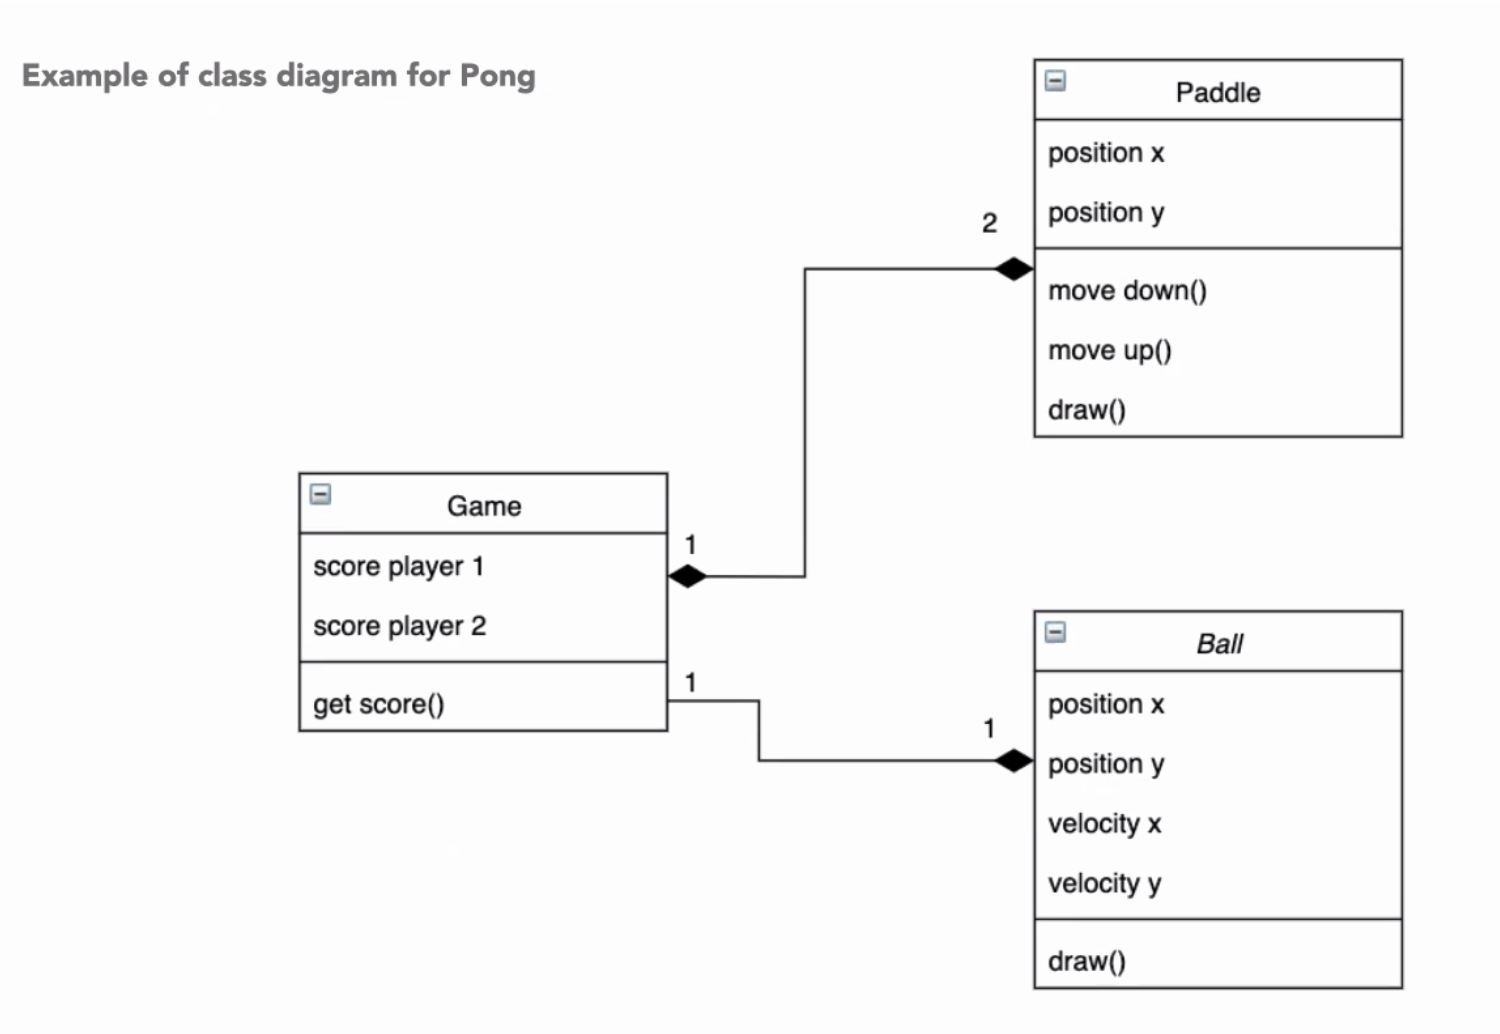 Example of class diagram for Pong
Paddle
position x
position y
2
move down()
move up()
draw()
Game
1
score player 1
score player 2
1
get score()
Ball
1
position x
position y
velocity x
velocity y
draw()